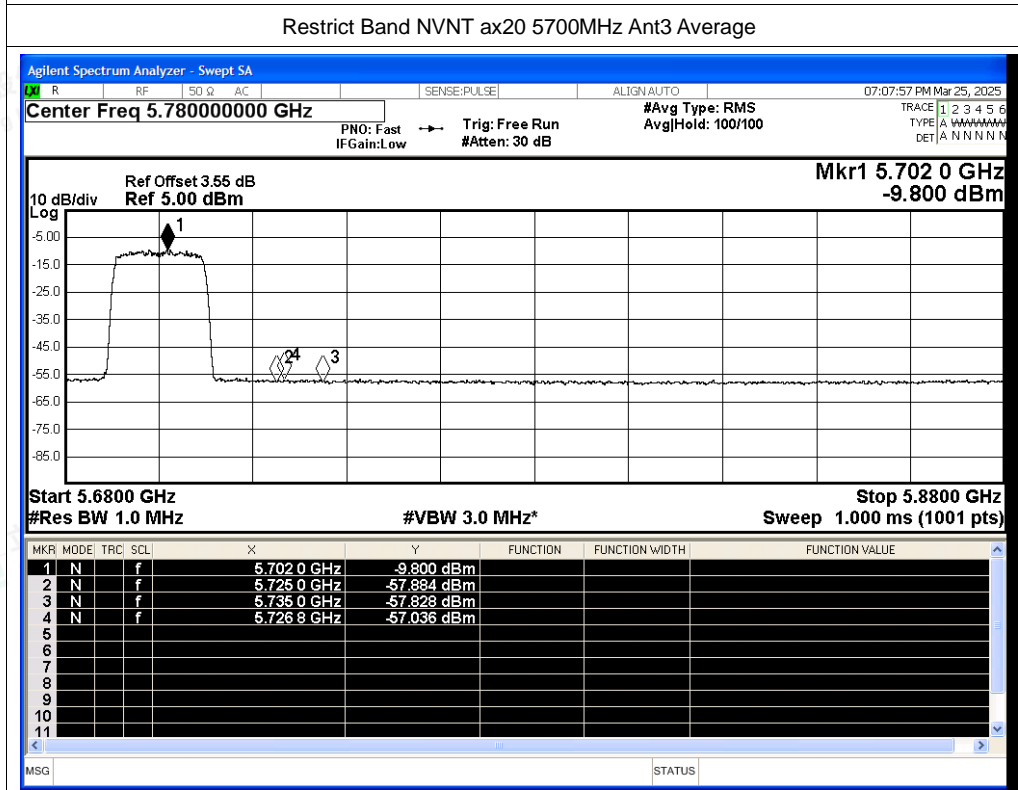 Restrict Band NVNT ax20 5700MHz Ant3 Average
Agilent Spectrum Analyzer - Swept SA
LXI R RF 50 Ω AC SENSE:PULSE ALIGN AUTO 07:07:57 PM Mar 25, 2025
Center Freq 5.780000000 GHz #Avg Type: RMS TRACE 1 2 3 4 5 6
PNO: Fast Trig: Free Run Avg|Hold: 100/100 TYPE A WWWWW
IFGain:Low #Atten: 30 dB DET A N N N N N
Mkr1 5.702 0 GHz
Ref Offset 3.55 dB
10 dB/div Ref 5.00 dBm -9.800 dBm
Log
1
-5.00
-15.0
-25.0
-35.0
-45.0
2 4 3
-55.0
-65.0
-75.0
-85.0
Start 5.6800 GHz Stop 5.8800 GHz
#Res BW 1.0 MHz #VBW 3.0 MHz* Sweep 1.000 ms (1001 pts)
MKR MODE TRC SCL X Y FUNCTION FUNCTION WIDTH FUNCTION VALUE
1 N f 5.702 0 GHz -9.800 dBm
2 N f 5.725 0 GHz -57.884 dBm
3 N f 5.735 0 GHz -57.828 dBm
4 N f 5.726 8 GHz -57.036 dBm
5
6
7
8
9
10
11
MSG STATUS